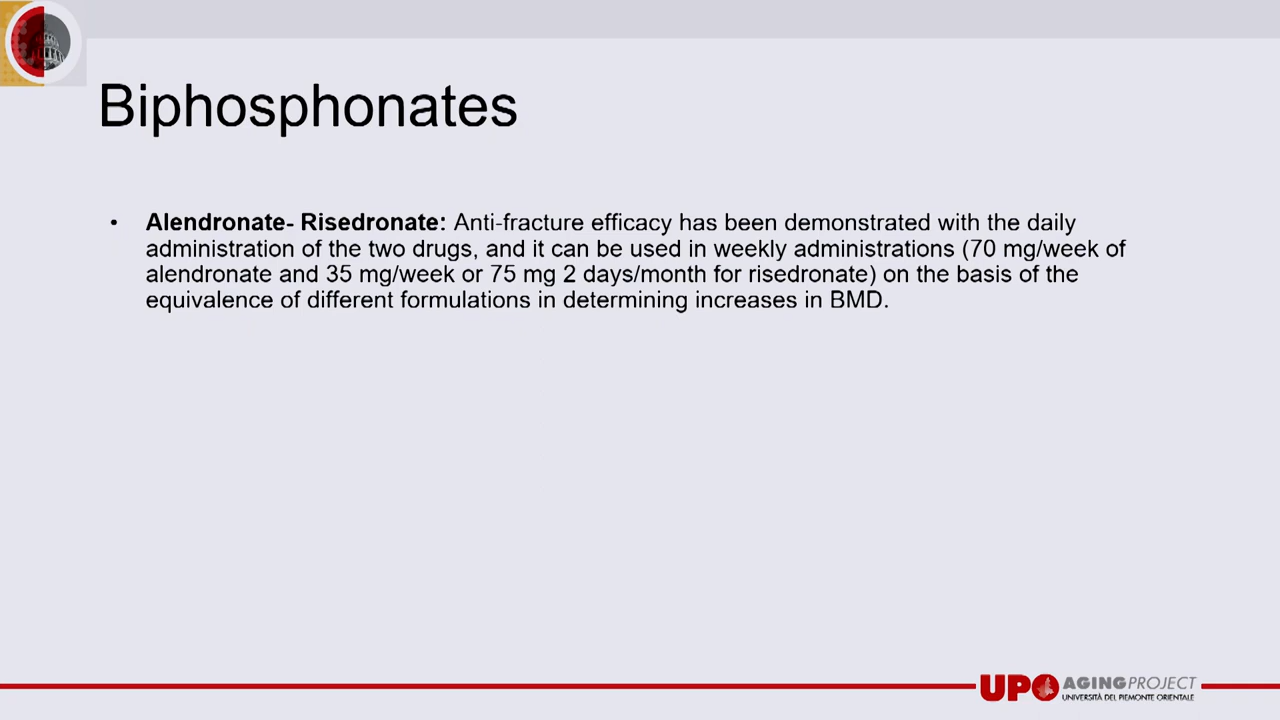 Biphosphonates
• Alendronate- Risedronate: Anti-fracture efficacy has been demonstrated with the daily
administration of the two drugs, and it can be used in weekly administrations (70 mg/week of
alendronate and 35 mg/week or 75 mg 2 days/month for risedronate) on the basis of the
equivalence of different formulations in determining increases in BMD.
UPO AGING PROJECT
UNIVERSITÀ DEL PIEMONTE ORIENTALE